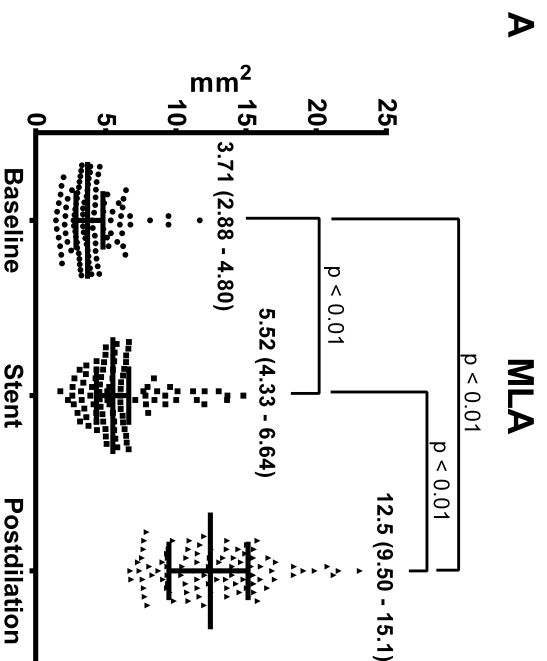 A
MLA
p < 0.01
p < 0.01
p < 0.01
12.5 (9.50 - 15.1)
5.52 (4.33 - 6.64)
3.71 (2.88 - 4.80)
mm²
25
20
15
10
5
0
Baseline
Stent
Postdilation